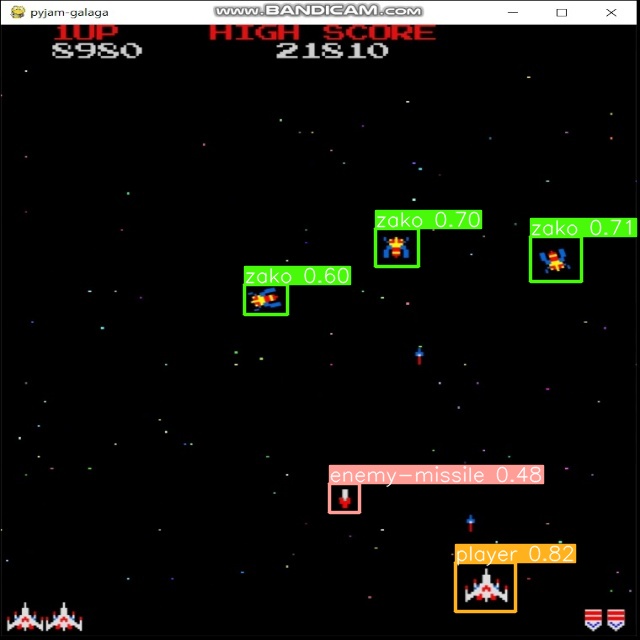 pyjam-galaga
www.BANDICAM.com
1UP HIGH SCORE
8980 21810
zako 0.70
zako 0.71
zako 0.60
enemy-missile 0.48
player 0.82